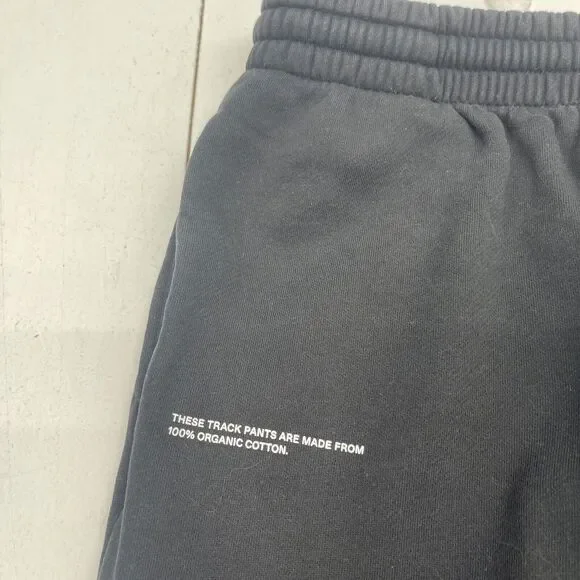 THESE TRACK PANTS ARE MADE FROM
100% ORGANIC COTTON.